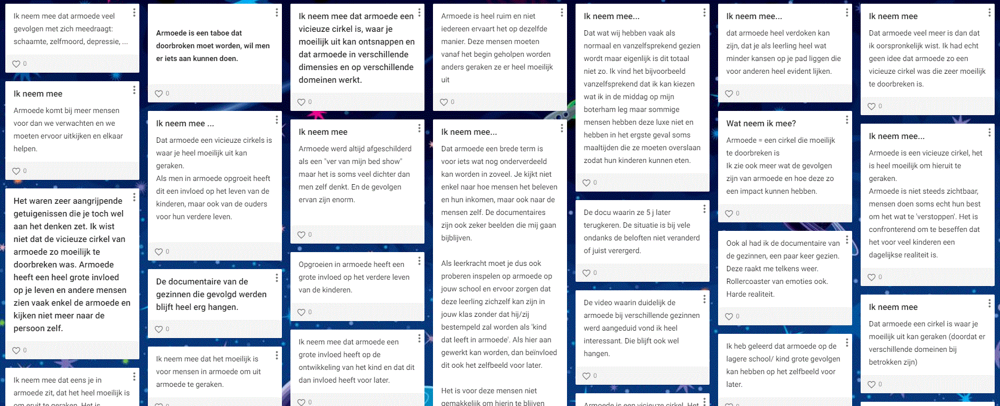 Ik neem mee dat armoede veel
gevolgen met zich meedraagt:
schaamte, zelfmoord, depressie, ...
0
Ik neem mee
Armoede komt bij meer mensen
voor dan we verwachten en we
moeten ervoor uitkijken en elkaar
helpen.
0
Het waren zeer aangrijpende
getuigenissen die je toch wel
aan het denken zet. Ik wist
niet dat de vicieuze cirkel van
armoede zo moeilijk te
doorbreken was. Armoede
heeft een heel grote invloed
op je leven en andere mensen
zien vaak enkel de armoede en
kijken niet meer naar de
persoon zelf.
0
Ik neem mee dat eens je in
armoede zit, dat het heel moeilijk is
om eruit te geraken. Het is
Armoede is een taboe dat
doorbroken moet worden, wil men
er iets aan kunnen doen.
0
Ik neem mee ...
Dat armoede een vicieuze cirkels is
waar je heel moeilijk uit kan
geraken.
Als men in armoede opgroeit heeft
dit een invloed op het leven van de
kinderen, maar ook van de ouders
voor hun verdere leven.
0
De documentaire van de
gezinnen die gevolgd werden
blijft heel erg hangen.
0
Ik neem mee dat het moeilijk is
voor mensen in armoede om uit
armoede te geraken.
Ik neem mee dat armoede een
vicieuze cirkel is, waar je
moeilijk uit kan ontsnappen en
dat armoede in verschillende
dimensies en op verschillende
domeinen werkt.
0
Ik neem mee
Armoede werd altijd afgeschilderd
als een "ver van mijn bed show"
maar het is soms veel dichter dan
men zelf denkt. En de gevolgen
ervan zijn enorm.
0
Opgroeien in armoede heeft een
grote invloed op het verdere leven
van de kinderen.
0
Ik neem mee dat armoede een
grote invloed heeft op de
ontwikkeling van het kind en dat dit
dan invloed heeft voor later.
0
Armoede is heel ruim en niet
iedereen ervaart het op dezelfde
manier. Deze mensen moeten
vanaf het begin geholpen worden
anders geraken ze er heel moeilijk
uit
0
Ik neem mee...
Dat armoede een brede term is
voor iets wat nog onderverdeeld
kan worden in zoveel. Je kijkt niet
enkel naar hoe mensen het beleven
en hun inkomen, maar ook naar de
mensen zelf. De documentaires
zijn ook zeker beelden die mij gaan
bijblijven.
Als leerkracht moet je dus ook
proberen inspelen op armoede op
jouw school en ervoor zorgen dat
deze leerling zichzelf kan zijn in
jouw klas zonder dat hij/zij
bestempeld zal worden als 'kind
dat leeft in armoede'. Als hier aan
gewerkt kan worden, dan beïnvloed
dit ook het zelfbeeld voor later.
Het is voor deze mensen niet
gemakkelijk om hierin te blijven
Ik neem mee...
Dat wat wij hebben vaak als
normaal en vanzelfsprekend gezien
wordt maar eigenlijk is dit totaal
niet zo. Ik vind het bijvoorbeeld
vanzelfsprekend dat ik kan kiezen
wat ik in de middag op mijn
boterham leg maar sommige
mensen hebben deze luxe niet en
hebben in het ergste geval soms
maaltijden die ze moeten overslaan
zodat hun kinderen kunnen eten.
0
De docu waarin ze 5 j later
terugkeren. De situatie is bij vele
ondanks de beloften niet veranderd
of juist verergerd.
0
De video waarin duidelijk de
armoede bij verschillende gezinnen
werd aangeduid vond ik heel
interessant. Die blijft ook wel
hangen.
0
Armoede is een vicieuze cirkel. Het
Ik neem mee...
dat armoede heel verdoken kan
zijn, dat je als leerling heel wat
minder kansen op je pad liggen die
voor anderen heel evident lijken.
0
Wat neem ik mee?
Armoede = een cirkel die moeilijk
te doorbreken is
Ik zie ook meer wat de gevolgen
zijn van armoede en hoe deze zo
een impact kunnen hebben.
0
Ook al had ik de documentaire van
de gezinnen, een paar keer gezien.
Deze raakt me telkens weer.
Rollercoaster van emoties ook.
Harde realiteit.
0
Ik heb geleerd dat armoede op de
lagere school/ kind grote gevolgen
kan hebben op het zelfbeeld voor
later.
Ik neem mee
Dat armoede veel meer is dan dat
ik oorspronkelijk wist. Ik had echt
geen idee dat armoede zo een
vicieuze cirkel was die zeer moeilijk
te doorbreken is.
0
Ik neem mee...
Armoede is een vicieuze cirkel, het
is heel moeilijk om hieruit te
geraken.
Armoede is niet steeds zichtbaar,
mensen doen soms echt hun best
om het wat te 'verstoppen'. Het is
confronterend om te beseffen dat
het voor veel kinderen een
dagelijkse realiteit is.
0
Ik neem mee
Dat armoede een cirkel is waar je
moeilijk uit kan geraken (doordat er
verschillende domeinen bij
betrokken zijn)
0